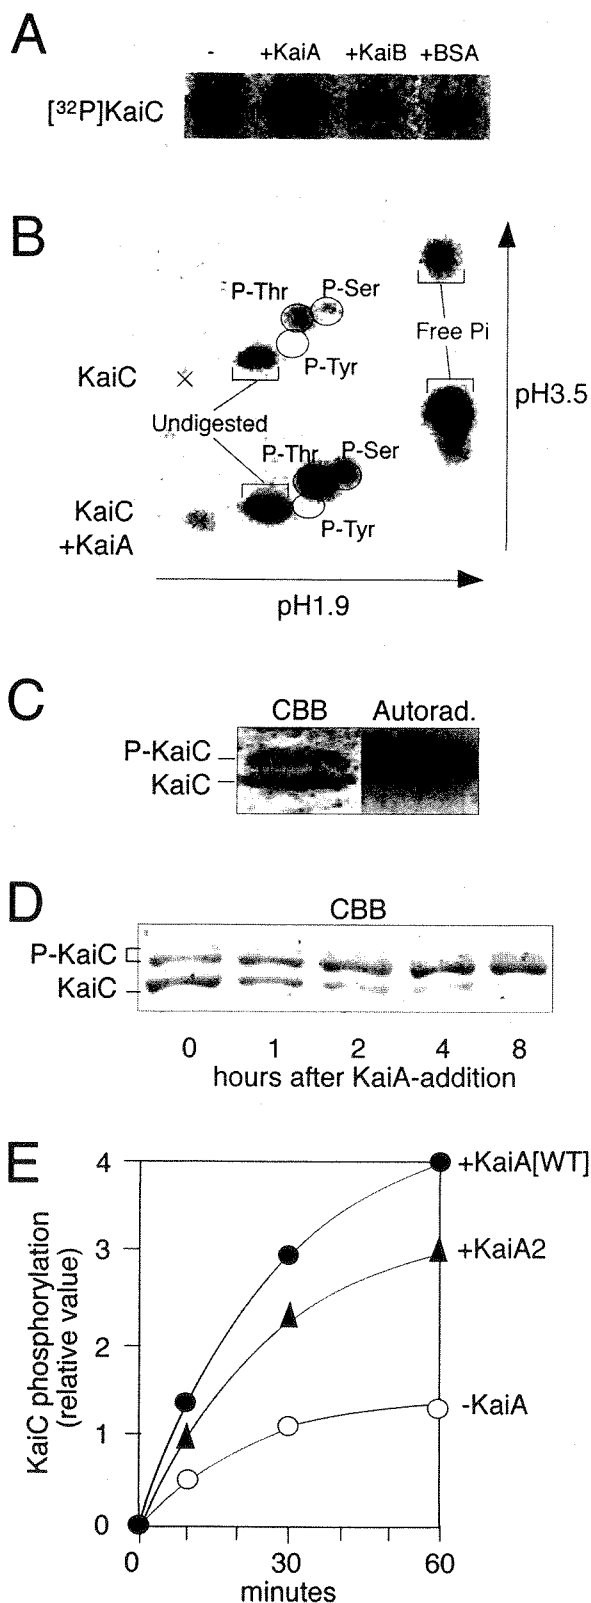 A
- +KaiA +KaiB +BSA
[32P]KaiC
B
P-Thr P-Ser
Free Pi
P-Tyr
KaiC
pH3.5
Undigested
P-Thr P-Ser
KaiC
+KaiA
P-Tyr
pH1.9
C
CBB Autorad.
P-KaiC
KaiC
D
CBB
P-KaiC
KaiC
0 1 2 4 8
hours after KaiA-addition
E
KaiC phosphorylation
(relative value)
4
3
2
1
0
+KaiA[WT]
+KaiA2
-KaiA
0 30 60
minutes